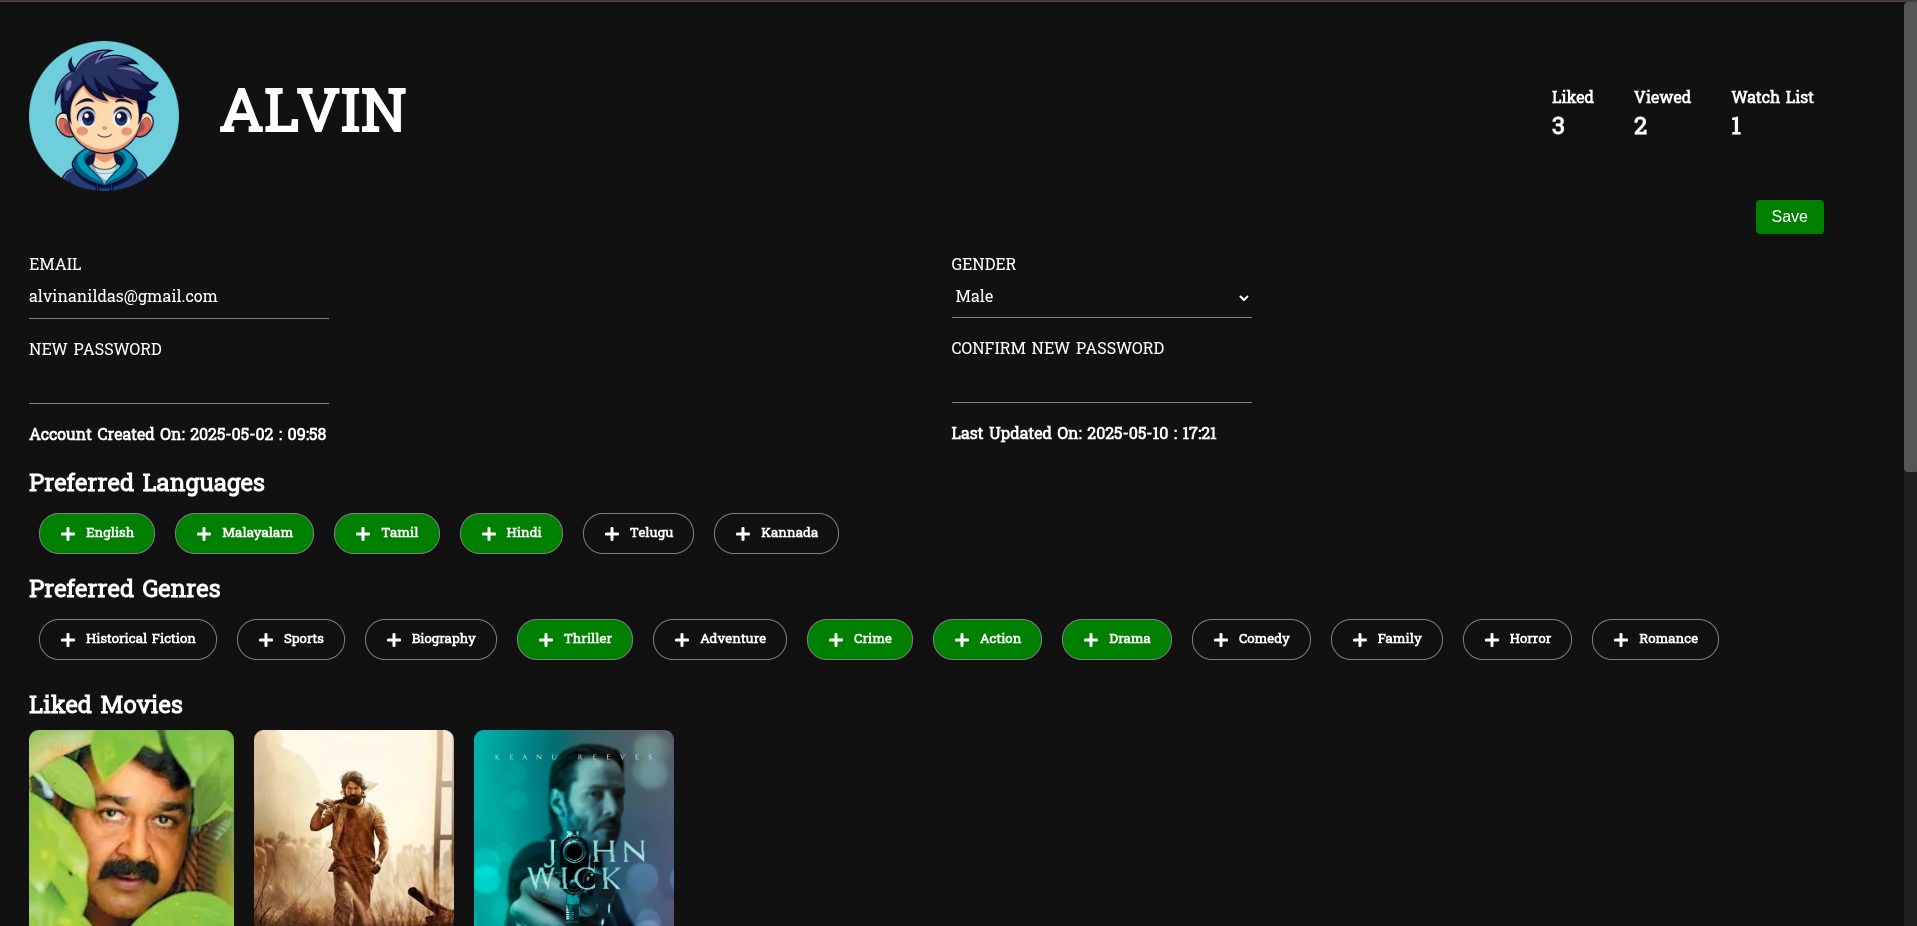 ALVIN
Liked Viewed Watch List
3 2 1
Save
EMAIL
alvinanildas@gmail.com
GENDER
Male
NEW PASSWORD
CONFIRM NEW PASSWORD
Account Created On: 2025-05-02 : 09:58
Last Updated On: 2025-05-10 : 17:21
Preferred Languages
+ English + Malayalam + Tamil + Hindi + Telugu + Kannada
Preferred Genres
+ Historical Fiction + Sports + Biography + Thriller + Adventure + Crime + Action + Drama + Comedy + Family + Horror + Romance
Liked Movies
KEANU REEVES
JOHN
WICK